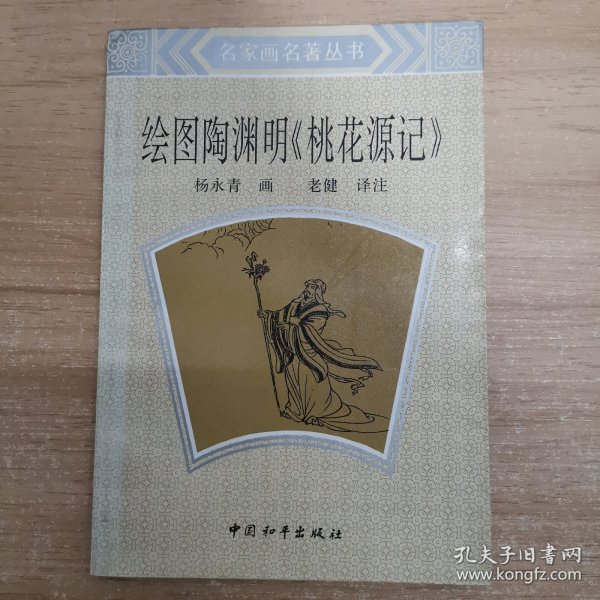 名家画名著丛书
绘图陶渊明《桃花源记》
杨永青 画 老健 译注
中国和平出版社
孔夫子旧书网
www.kongfz.com